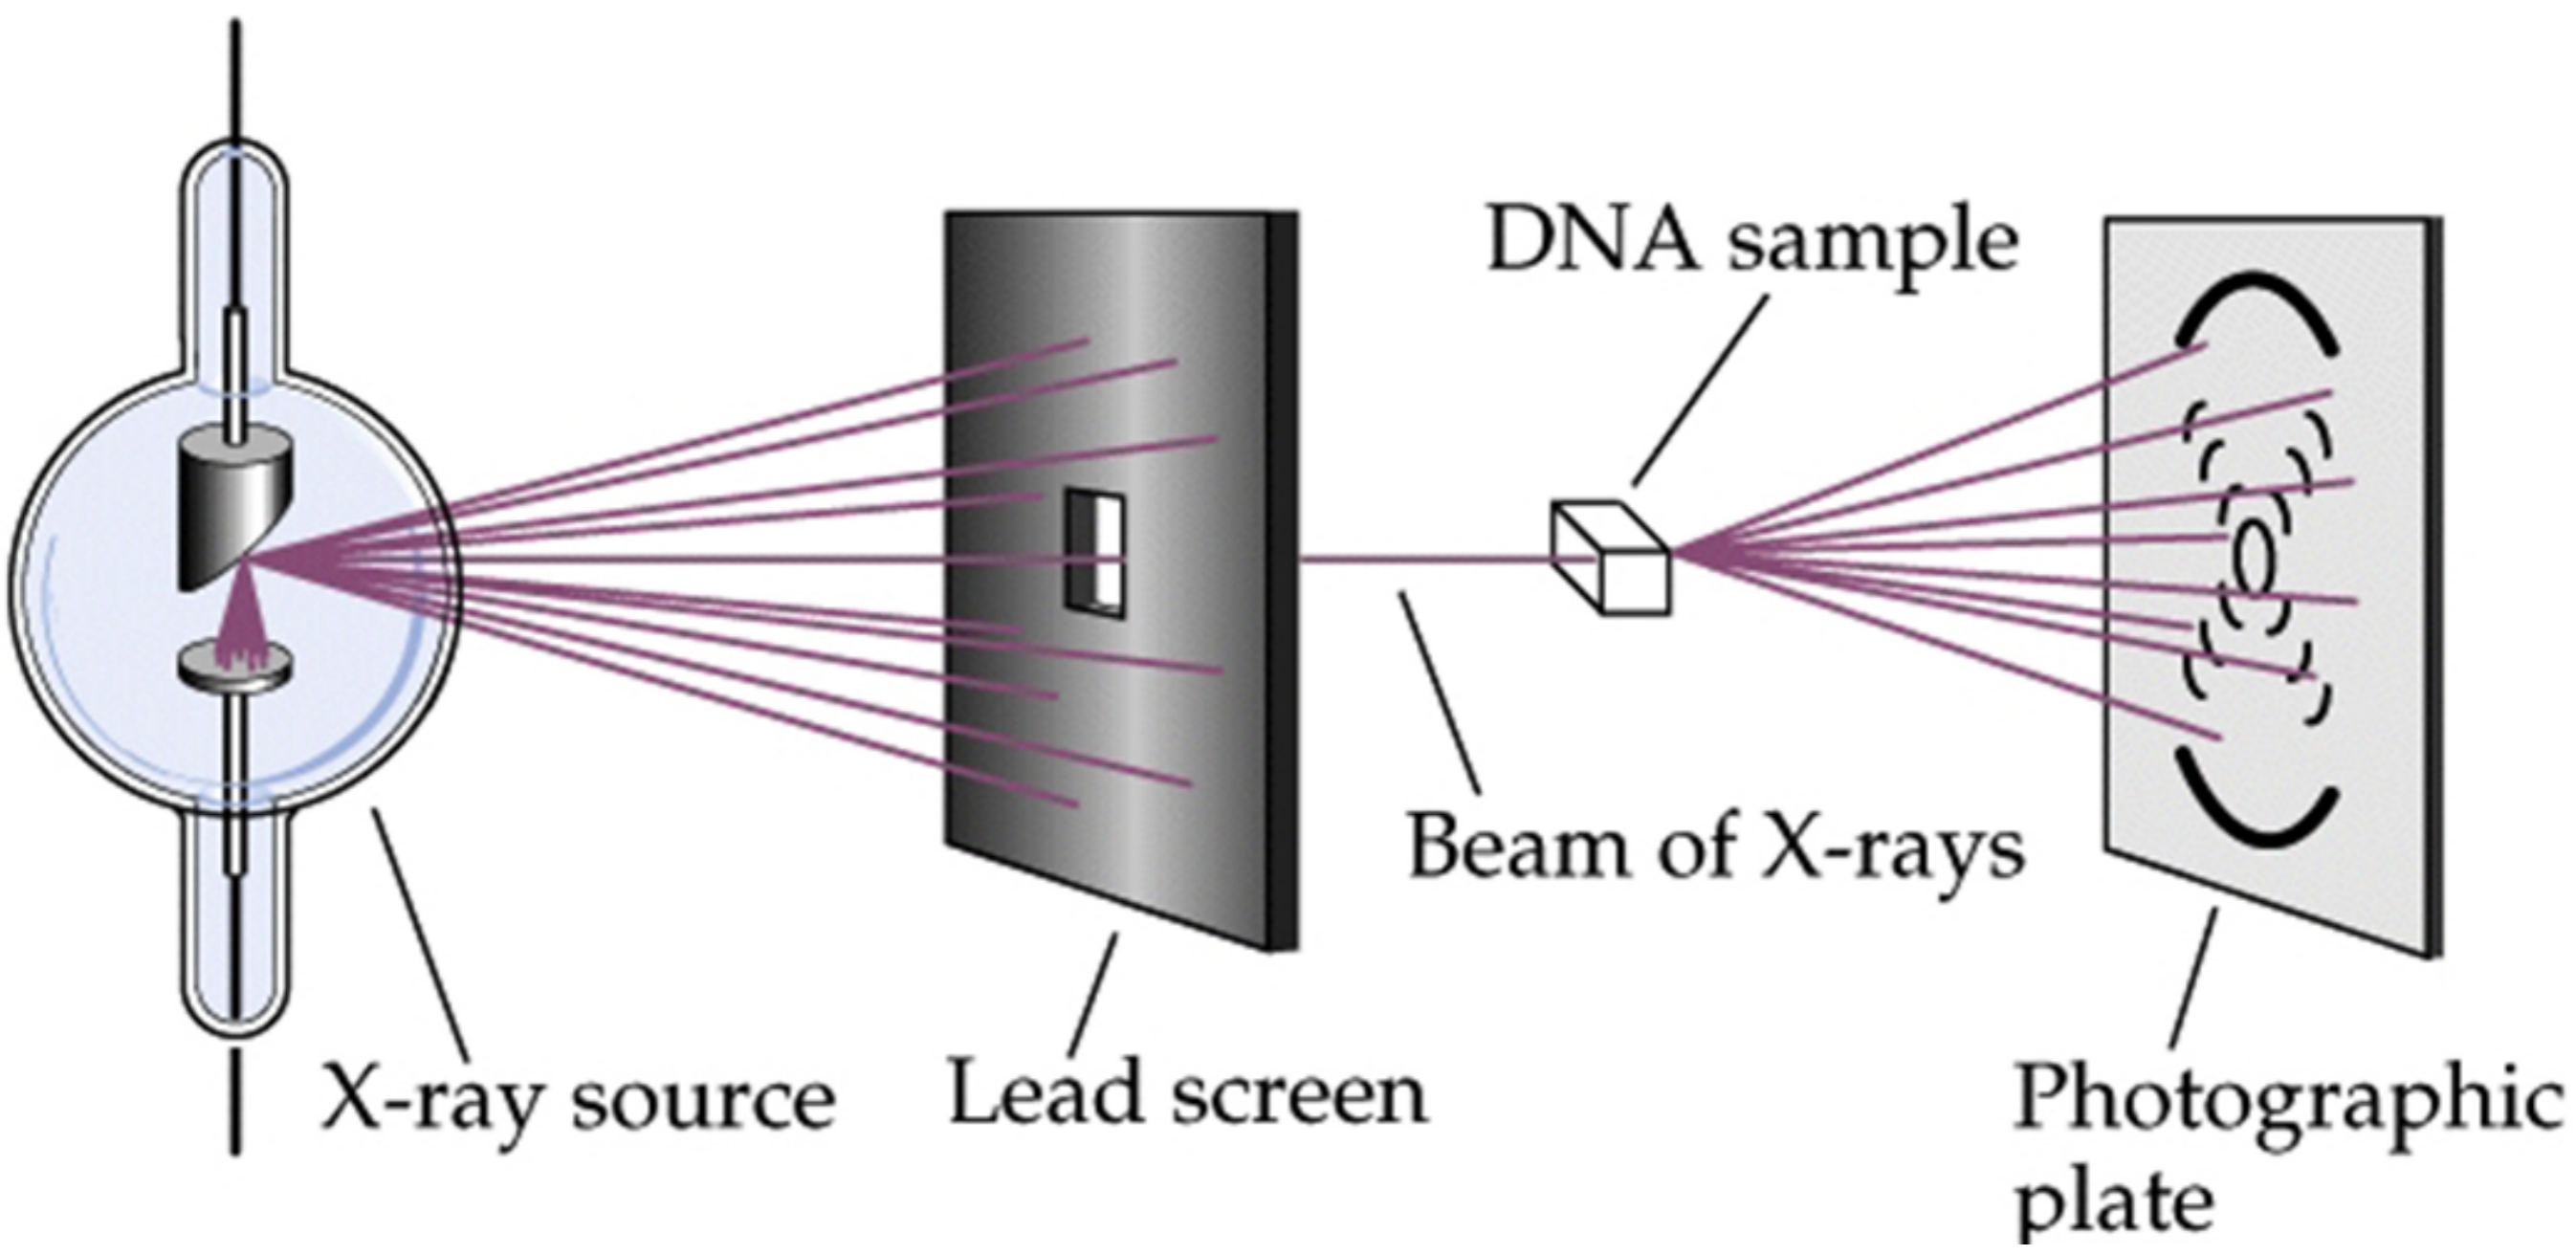 DNA sample
Beam of X-rays
X-ray source
Lead screen
Photographic
plate